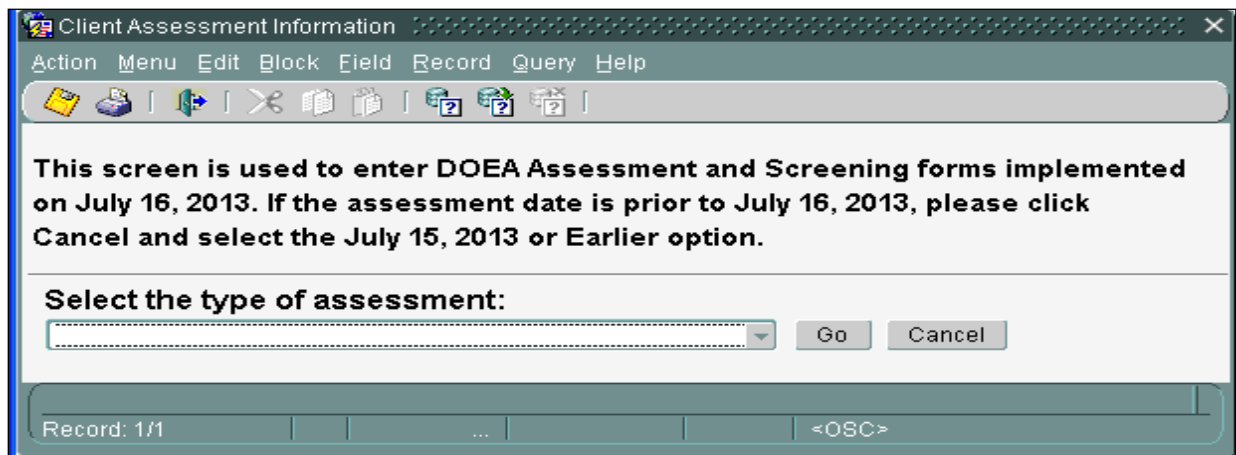 Client Assessment Information
Action Menu Edit Block Field Record Query Help
This screen is used to enter DOEA Assessment and Screening forms implemented
on July 16, 2013. If the assessment date is prior to July 16, 2013, please click
Cancel and select the July 15, 2013 or Earlier option.
Select the type of assessment:
Go Cancel
Record: 1/1 ... <OSC>